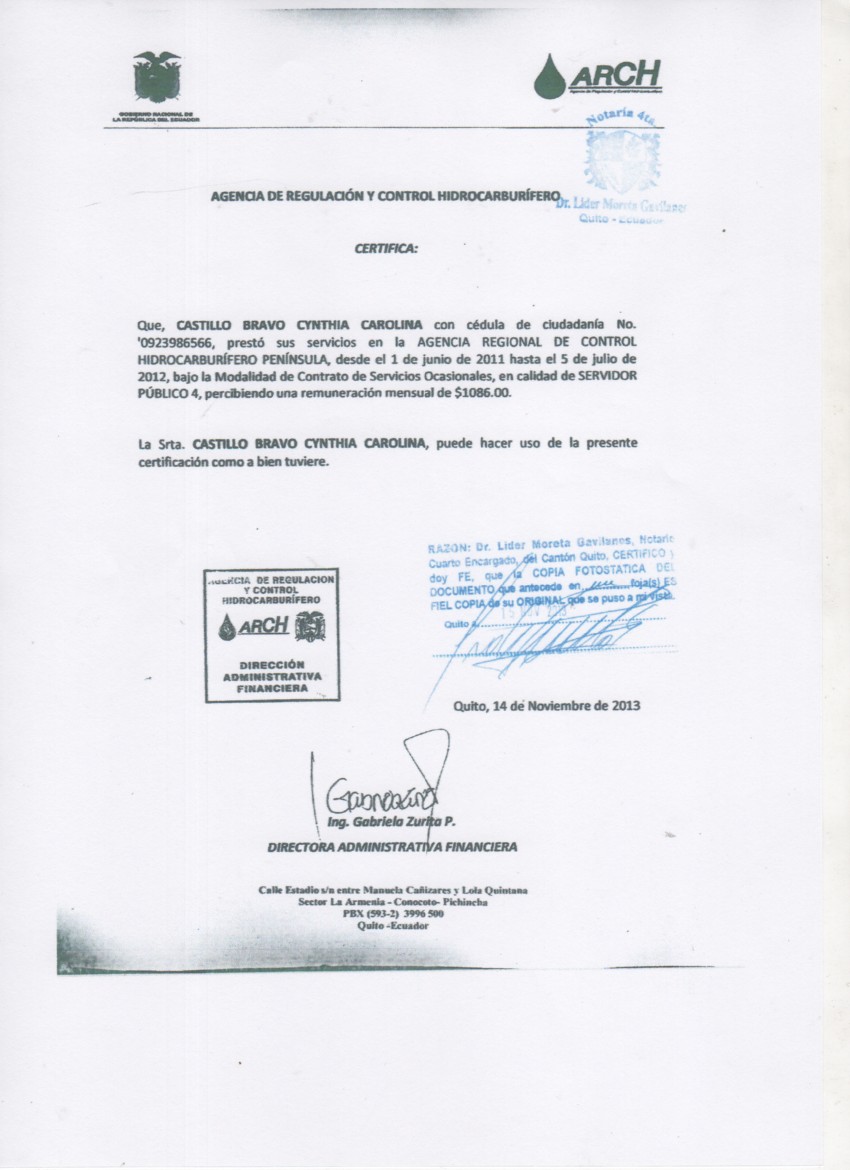 GOBIERNO NACIONAL DE
LA REPÚBLICA DEL ECUADOR
ARCH
Agencia de Regulación y Control Hidrocarburífero
Notaría 4ta.
Dr. Lider Moreta Gavilanes
Quito - Ecuador
AGENCIA DE REGULACIÓN Y CONTROL HIDROCARBURÍFERO
CERTIFICA:
Que, CASTILLO BRAVO CYNTHIA CAROLINA con cédula de ciudadanía No.
'0923986566, prestó sus servicios en la AGENCIA REGIONAL DE CONTROL
HIDROCARBURÍFERO PENÍNSULA, desde el 1 de junio de 2011 hasta el 5 de julio de
2012, bajo la Modalidad de Contrato de Servicios Ocasionales, en calidad de SERVIDOR
PÚBLICO 4, percibiendo una remuneración mensual de $1086.00.
La Srta. CASTILLO BRAVO CYNTHIA CAROLINA, puede hacer uso de la presente
certificación como a bien tuviere.
RAZON: Dr. Lider Moreta Gavilanes, Notario
Cuarto Encargado, del Cantón Quito, CERTIFICO y
doy FE, que la COPIA FOTOSTATICA DEL
DOCUMENTO que antecede en ........ foja(s) ES
FIEL COPIA de su ORIGINAL que se puso a mi vista.
Quito a
AGENCIA DE REGULACION
Y CONTROL
HIDROCARBURÍFERO
ARCH
DIRECCIÓN
ADMINISTRATIVA
FINANCIERA
Quito, 14 de Noviembre de 2013
Ing. Gabriela Zurita P.
DIRECTORA ADMINISTRATIVA FINANCIERA
Calle Estadio s/n entre Manuela Cañizares y Lola Quintana
Sector La Armenia - Conocoto- Pichincha
PBX (593-2) 3996 500
Quito -Ecuador